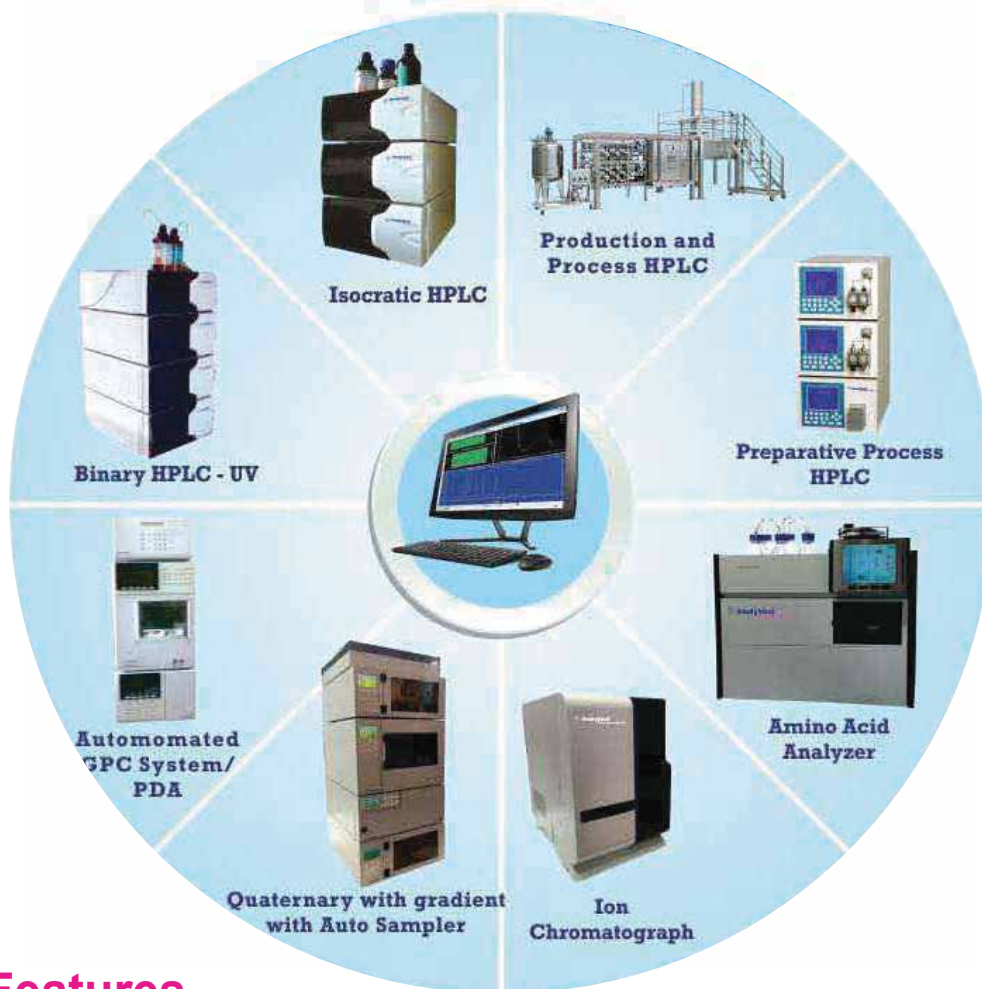 Isocratic HPLC
Production and
Process HPLC
Binary HPLC - UV
Preparative Process
HPLC
Automomated
GPC System/
PDA
Amino Acid
Analyzer
Quaternary with gradient
with Auto Sampler
Ion
Chromatograph
Features